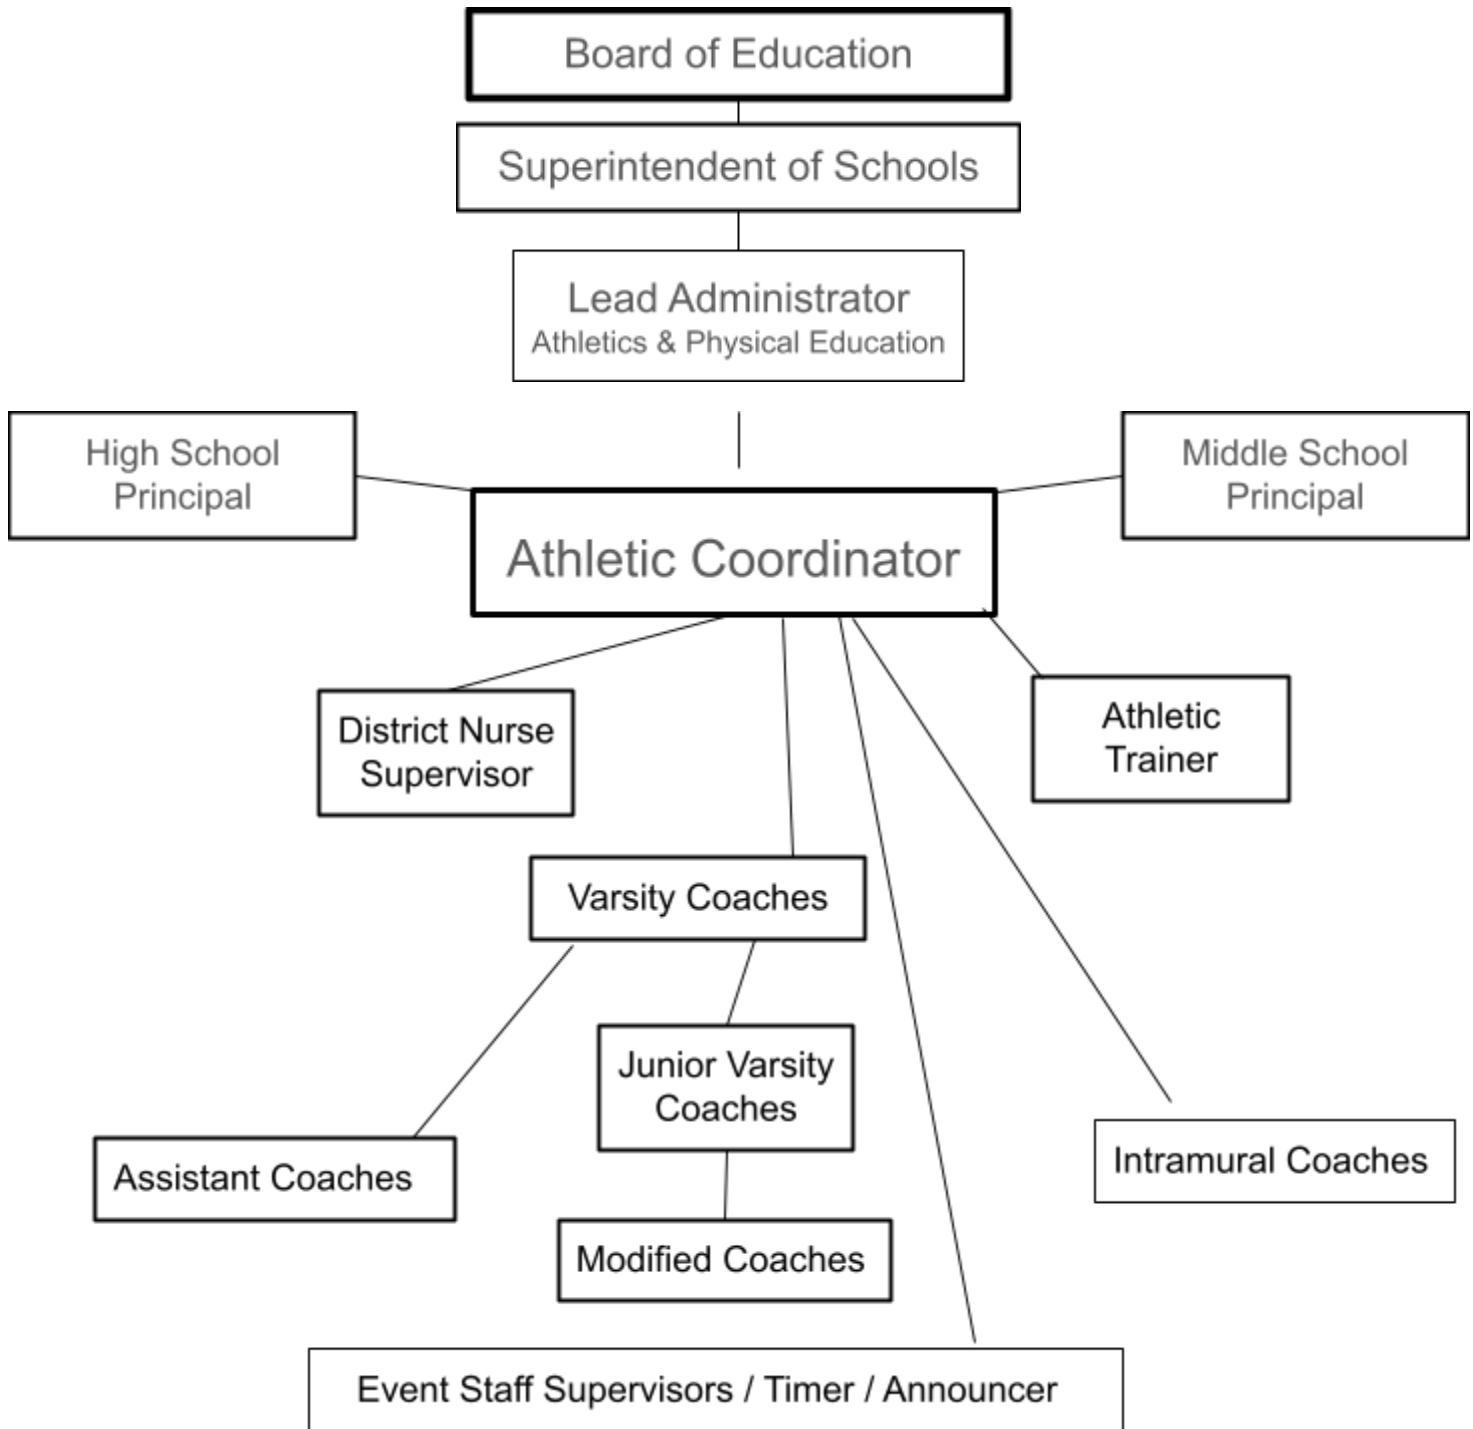 Board of Education
Superintendent of Schools
Lead Administrator
Athletics & Physical Education
High School
Principal
Middle School
Principal
Athletic Coordinator
District Nurse
Supervisor
Athletic
Trainer
Varsity Coaches
Junior Varsity
Coaches
Assistant Coaches
Intramural Coaches
Modified Coaches
Event Staff Supervisors / Timer / Announcer